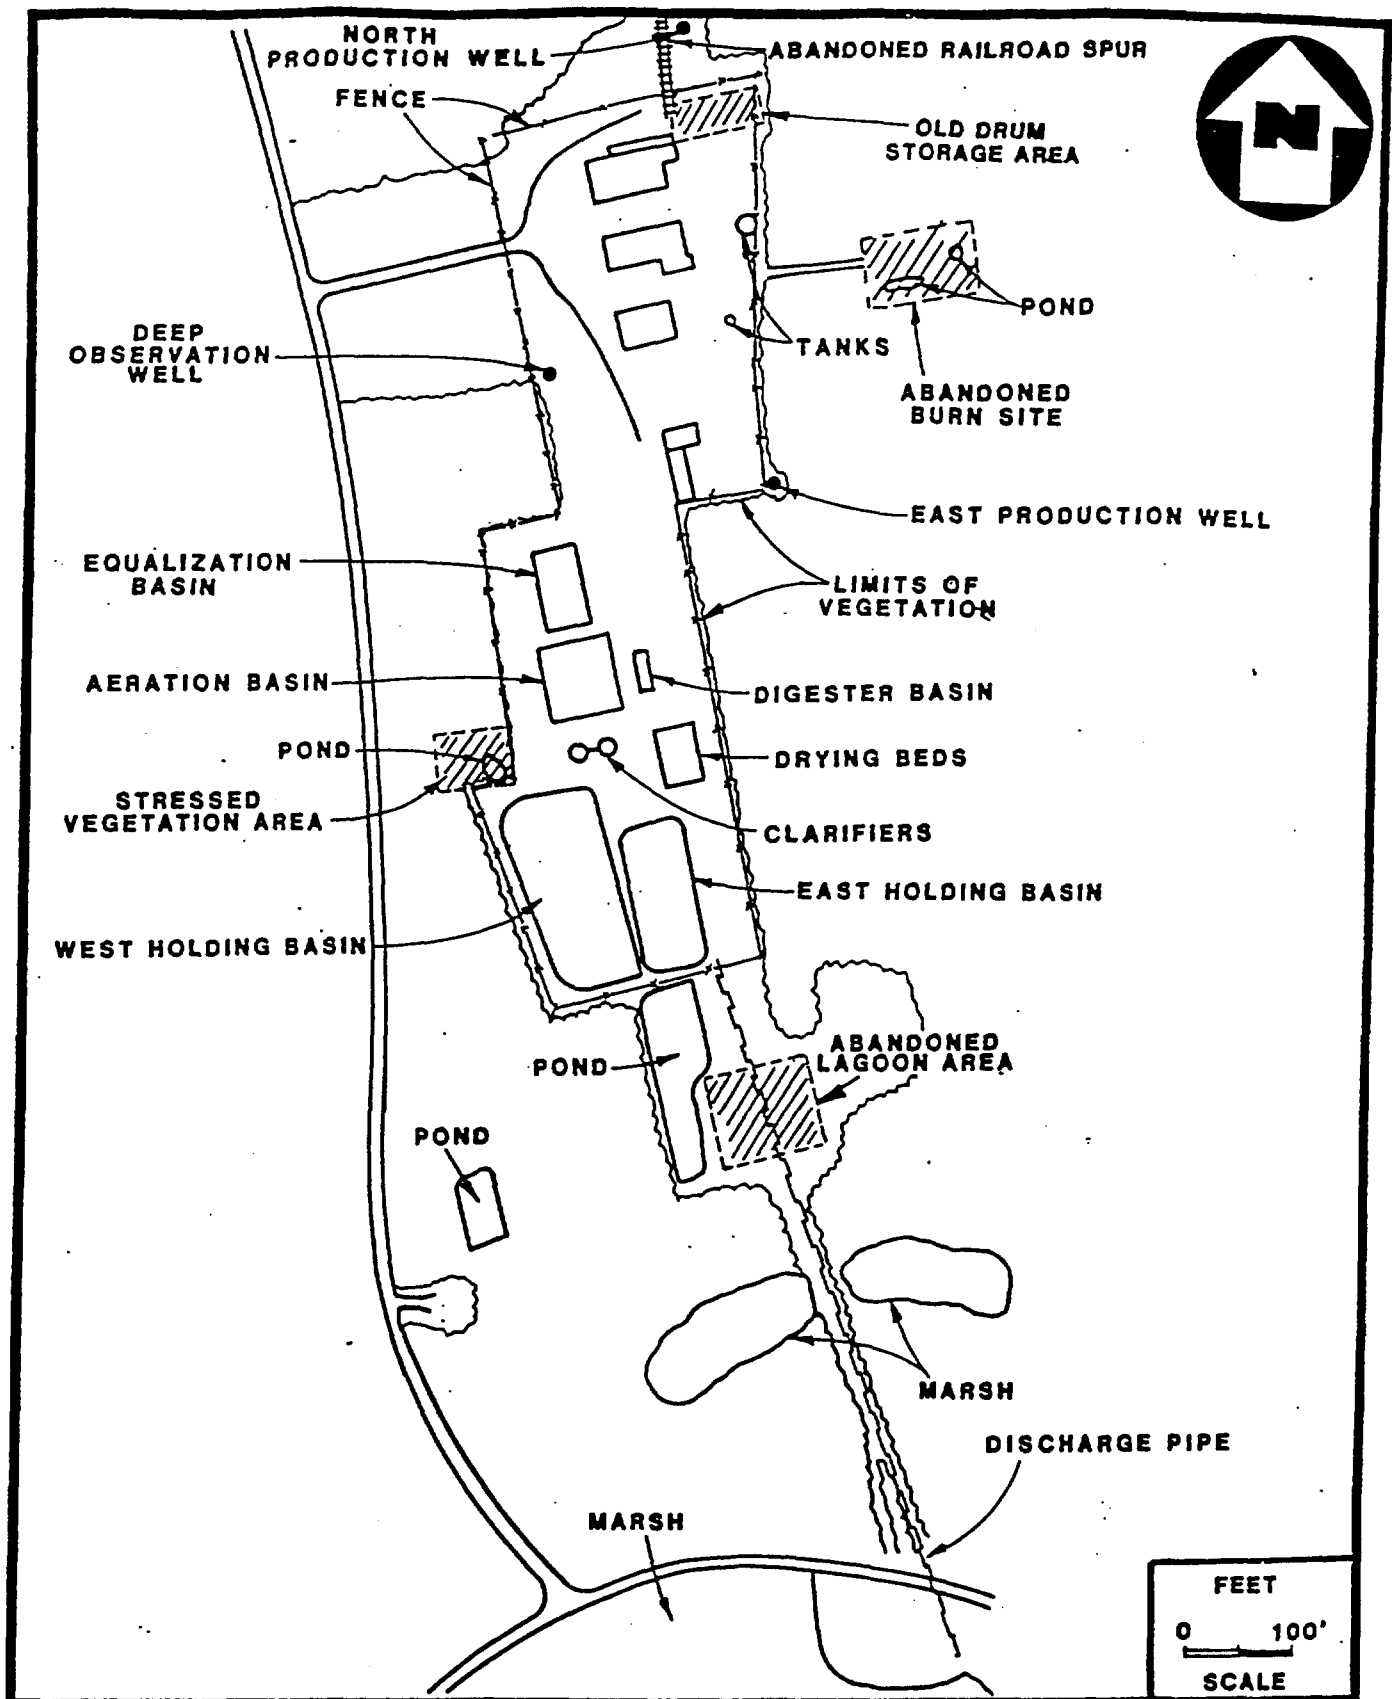 NORTH
PRODUCTION WELL
ABANDONED RAILROAD SPUR
FENCE
N
OLD DRUM
STORAGE AREA
POND
DEEP
OBSERVATION
WELL
TANKS
ABANDONED
BURN SITE
EAST PRODUCTION WELL
EQUALIZATION
BASIN
LIMITS OF
VEGETATION
AERATION BASIN
DIGESTER BASIN
POND
DRYING BEDS
STRESSED
VEGETATION AREA
CLARIFIERS
EAST HOLDING BASIN
WEST HOLDING BASIN
ABANDONED
LAGOON AREA
POND
POND
MARSH
DISCHARGE PIPE
MARSH
FEET
0 100'
SCALE